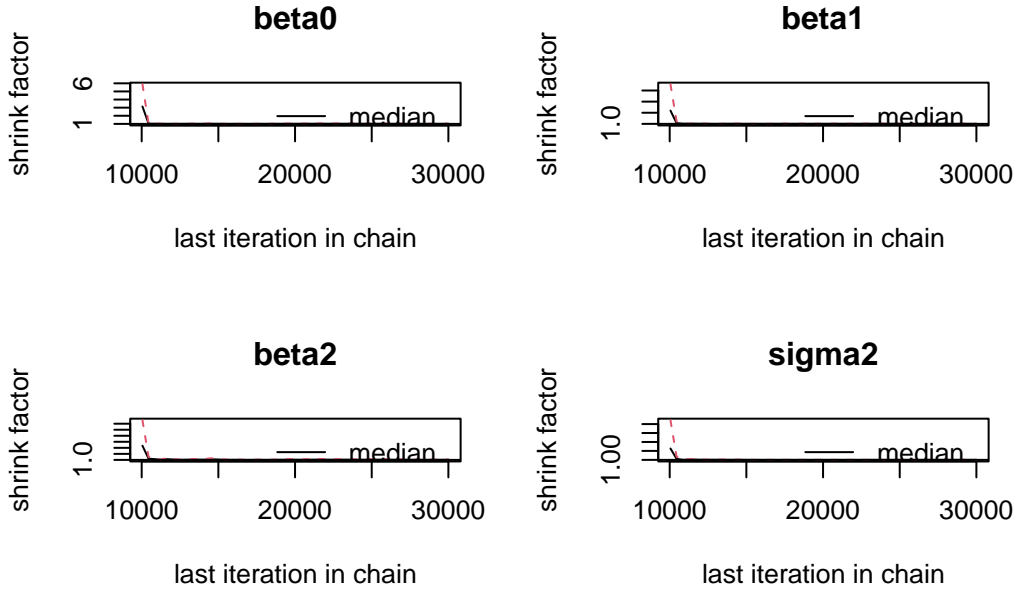 beta0
shrink factor
6
1
median
10000 20000 30000
last iteration in chain
beta1
shrink factor
1.0
median
10000 20000 30000
last iteration in chain
beta2
shrink factor
1.0
median
10000 20000 30000
last iteration in chain
sigma2
shrink factor
1.00
median
10000 20000 30000
last iteration in chain